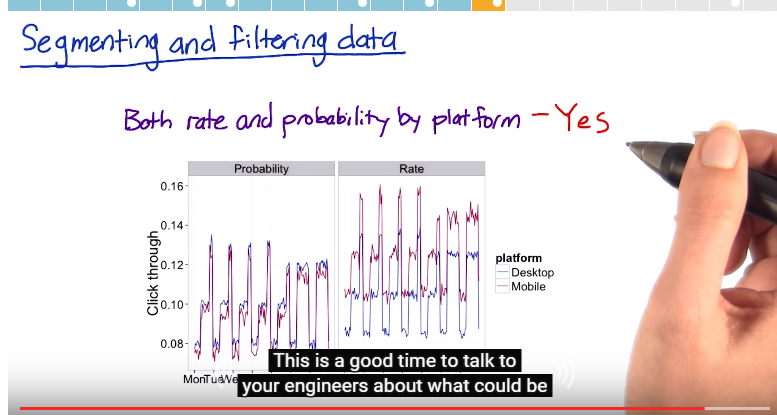 Segmenting and filtering data
Both rate and probability by platform - Yes
Probability
Rate
0.16
0.14
0.12
0.10
0.08
Click through
platform
Desktop
Mobile
MonTueWe
This is a good time to talk to
your engineers about what could be